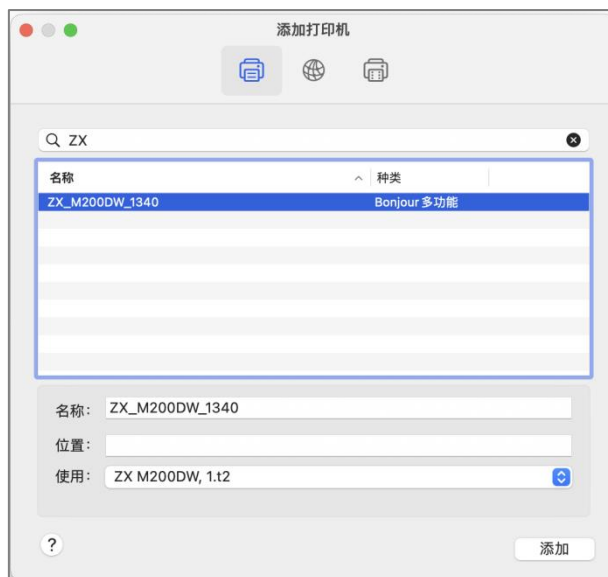 添加打印机
ZX
名称 种类
ZX_M200DW_1340 Bonjour 多功能
名称: ZX_M200DW_1340
位置:
使用: ZX M200DW, 1.t2
?
添加